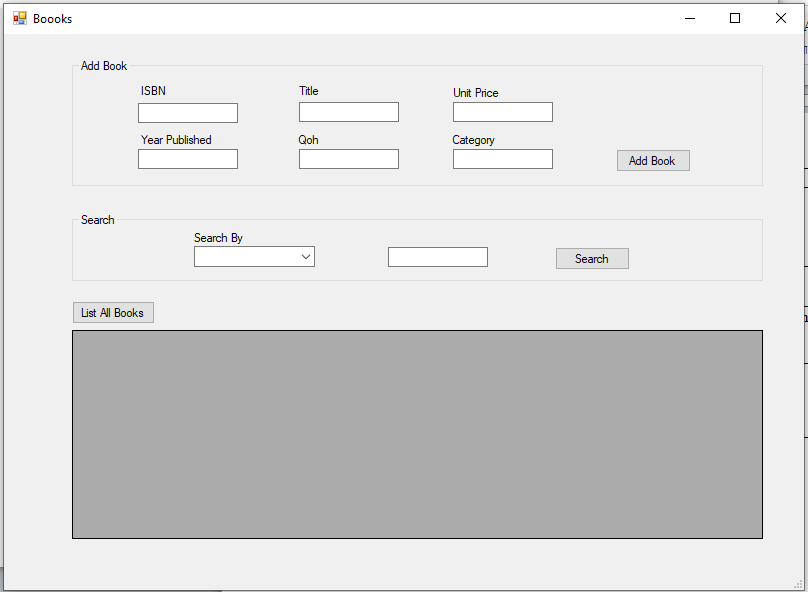 Boooks
Add Book
ISBN Title Unit Price
Year Published Qoh Category
Add Book
Search
Search By
Search
List All Books